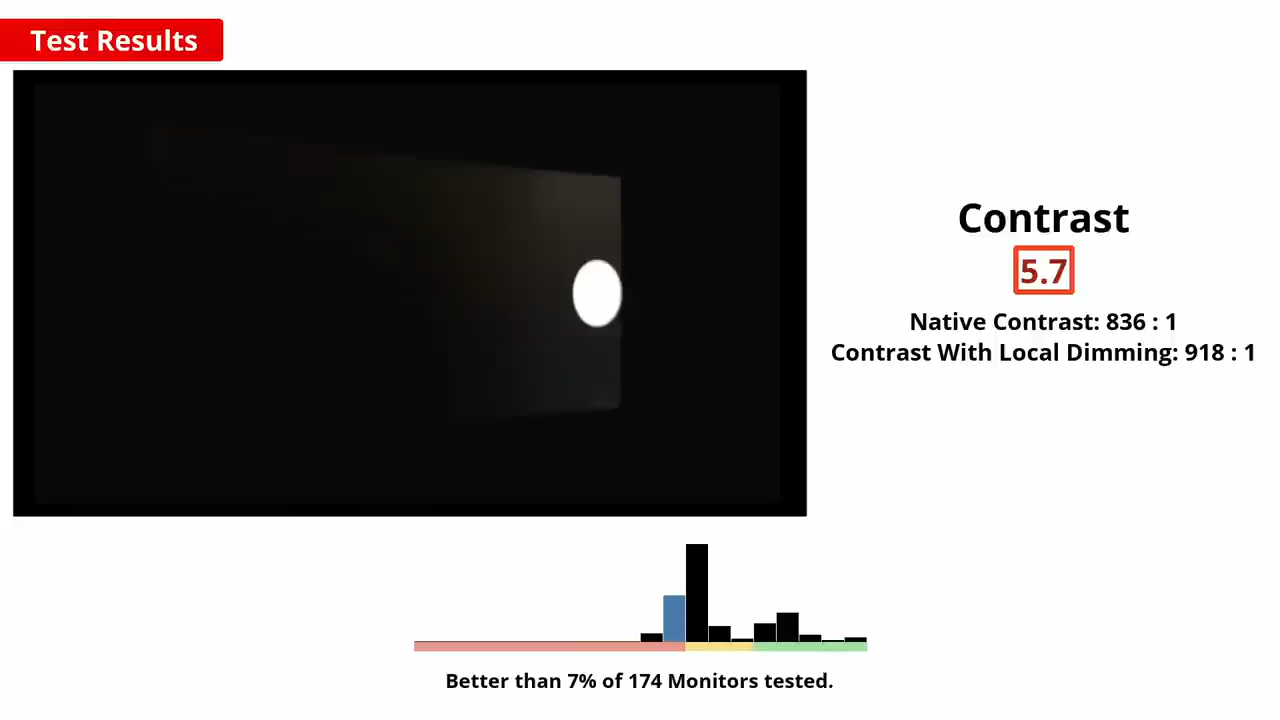 Test Results
Contrast
5.7
Native Contrast: 836 : 1
Contrast With Local Dimming: 918 : 1
Better than 7% of 174 Monitors tested.